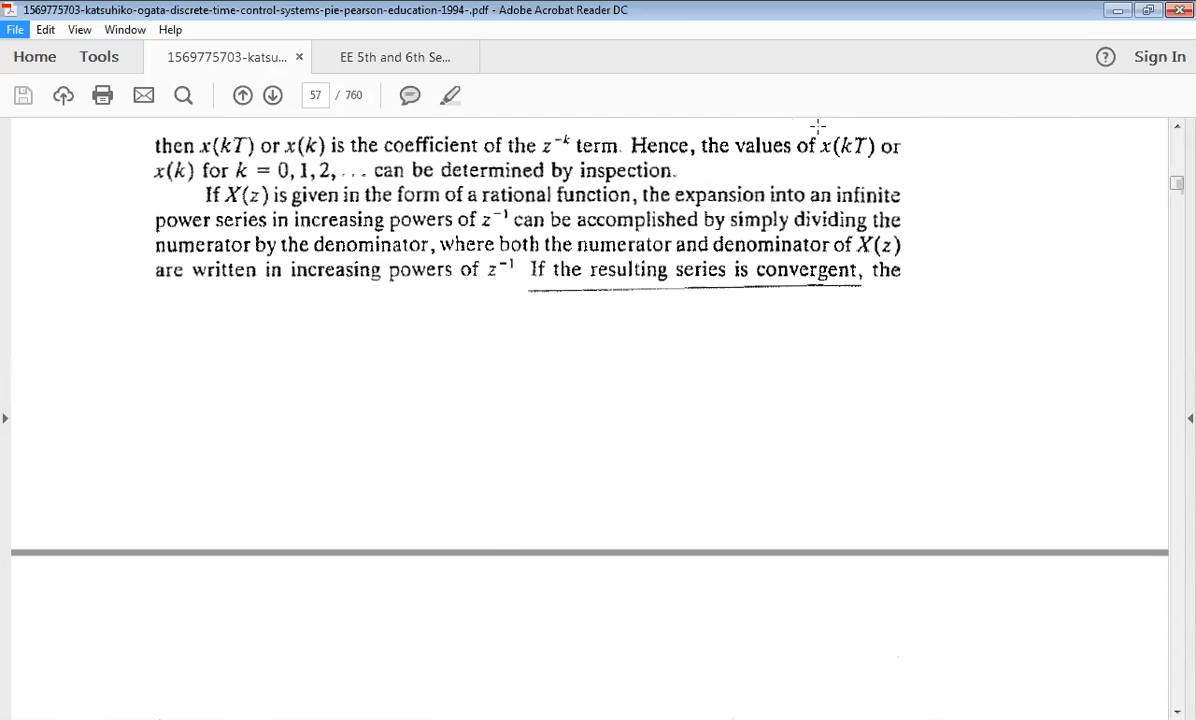 1569775703-katsuhiko-ogata-discrete-time-control-systems-pie-pearson-education-1994-.pdf - Adobe Acrobat Reader DC
File Edit View Window Help
Home Tools 1569775703-katsu... × EE 5th and 6th Se... ? Sign In
57 / 760
then x(kT) or x(k) is the coefficient of the z⁻ᵏ term. Hence, the values of x(kT) or
x(k) for k = 0, 1, 2, ... can be determined by inspection.
If X(z) is given in the form of a rational function, the expansion into an infinite
power series in increasing powers of z⁻¹ can be accomplished by simply dividing the
numerator by the denominator, where both the numerator and denominator of X(z)
are written in increasing powers of z⁻¹ If the resulting series is convergent, the